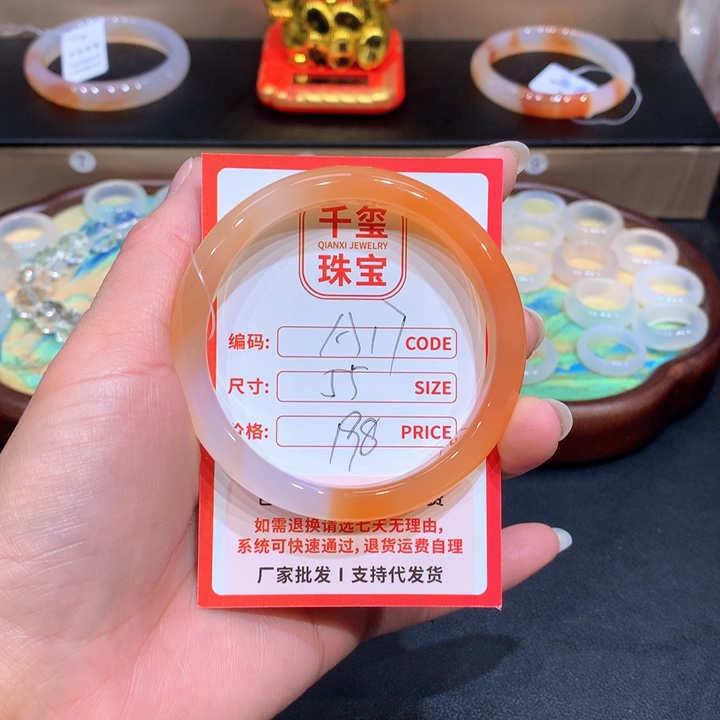 千玺
QIANXI JEWELRY
珠宝
编码: A17 CODE
尺寸: 55 SIZE
价格: 198 PRICE
如需退换请选七天无理由,
系统可快速通过,退货运费自理
厂家批发 I 支持代发货